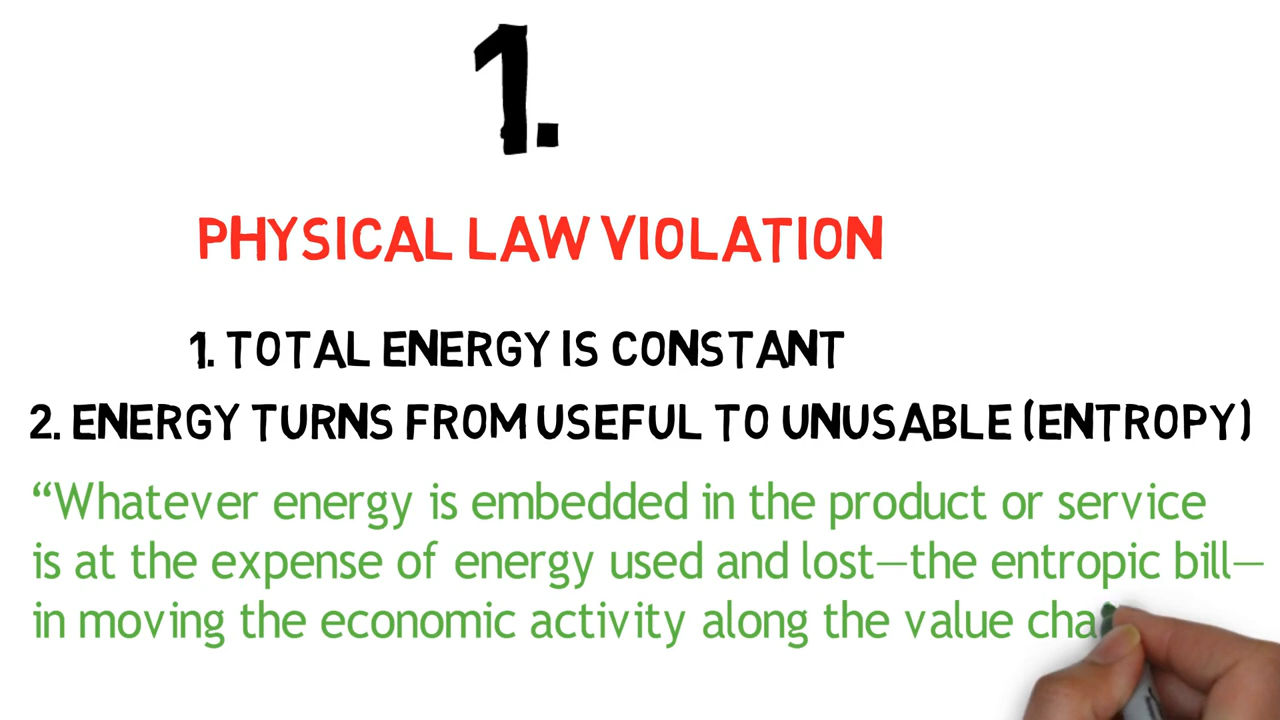 1.
PHYSICAL LAW VIOLATION
1. TOTAL ENERGY IS CONSTANT
2. ENERGY TURNS FROM USEFUL TO UNUSABLE (ENTROPY)
“Whatever energy is embedded in the product or service
is at the expense of energy used and lost—the entropic bill—
in moving the economic activity along the value cha